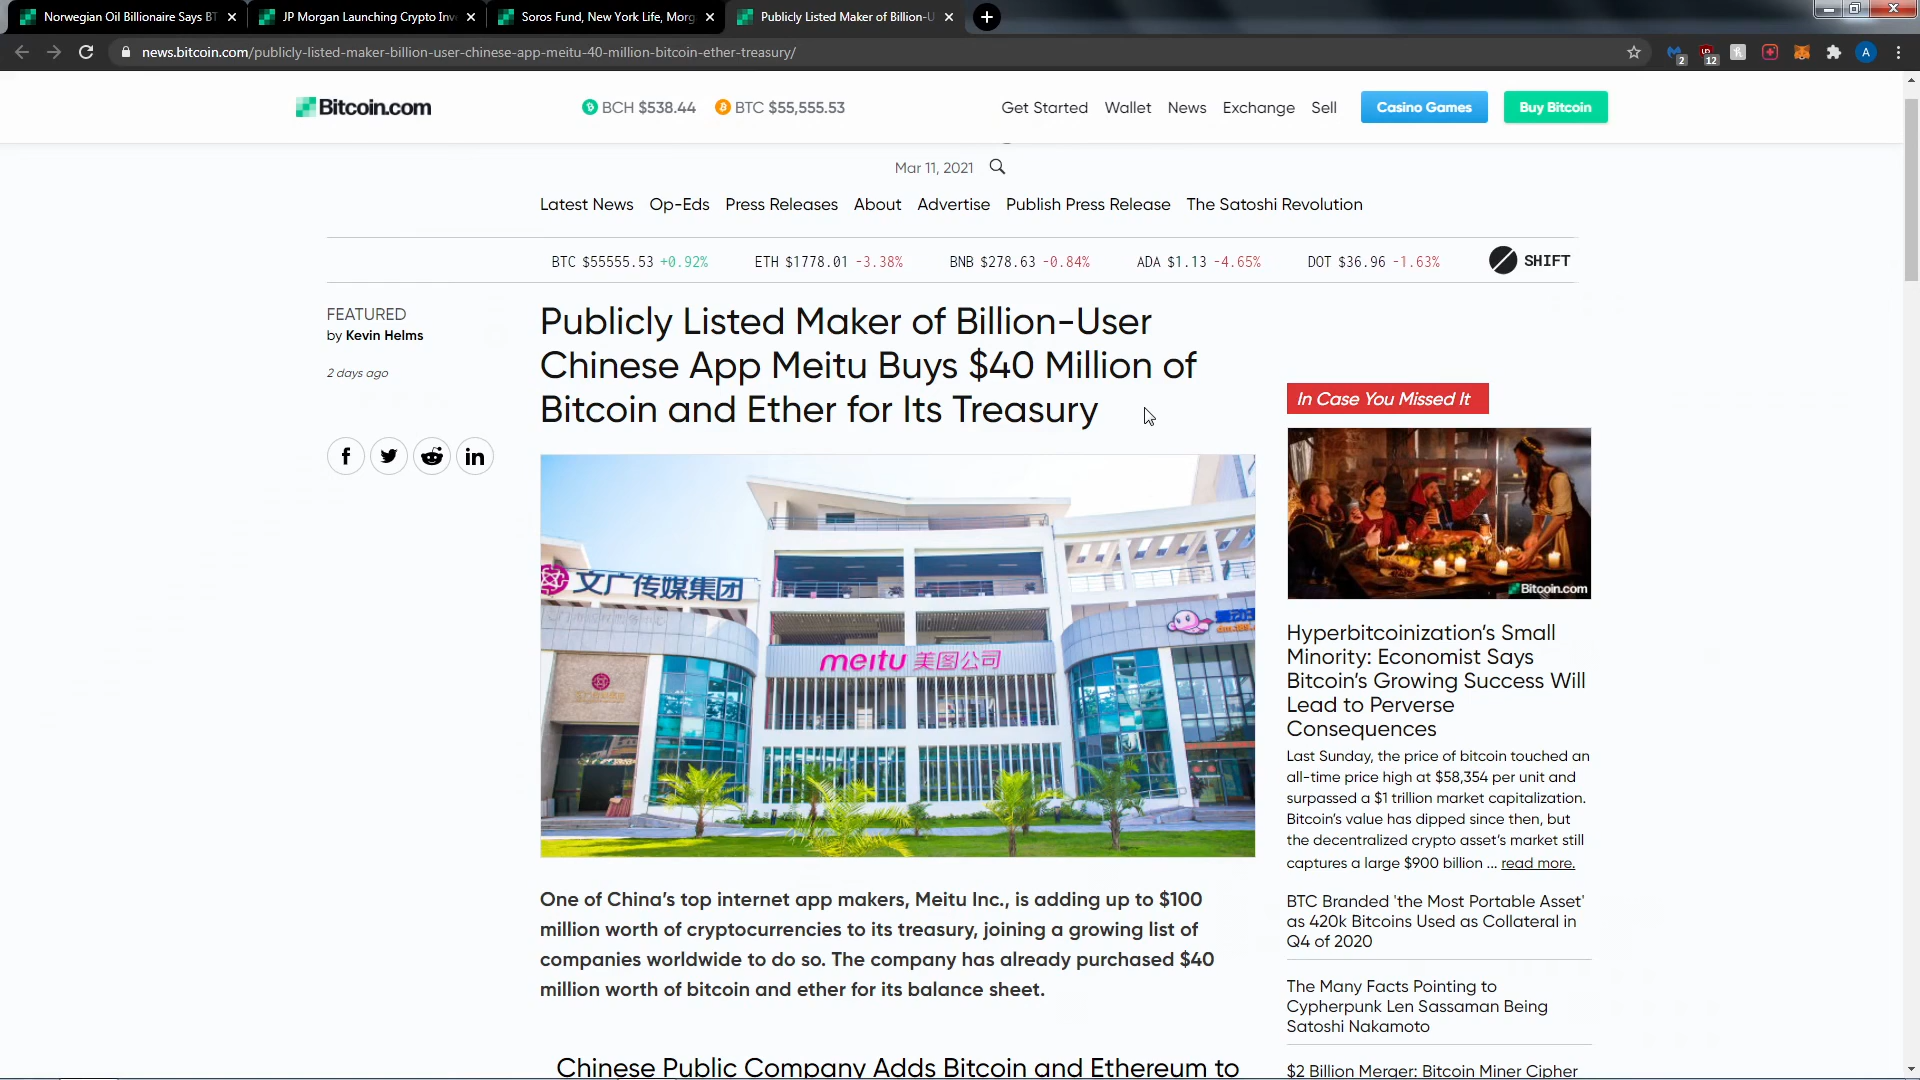 Norwegian Oil Billionaire Says BT
JP Morgan Launching Crypto Inv
Soros Fund, New York Life, Morg
Publicly Listed Maker of Billion-U
news.bitcoin.com/publicly-listed-maker-billion-user-chinese-app-meitu-40-million-bitcoin-ether-treasury/
2
12
A
Bitcoin.com
BCH $538.44
BTC $55,555.53
Get Started
Wallet
News
Exchange
Sell
Casino Games
Buy Bitcoin
Mar 11, 2021
Latest News
Op-Eds
Press Releases
About
Advertise
Publish Press Release
The Satoshi Revolution
BTC $55555.53 +0.92%
ETH $1778.01 -3.38%
BNB $278.63 -0.84%
ADA $1.13 -4.65%
DOT $36.96 -1.63%
SHIFT
FEATURED
by Kevin Helms
2 days ago
Publicly Listed Maker of Billion-User
Chinese App Meitu Buys $40 Million of
Bitcoin and Ether for Its Treasury
文广传媒集团
meitu 美图公司
One of China's top internet app makers, Meitu Inc., is adding up to $100
million worth of cryptocurrencies to its treasury, joining a growing list of
companies worldwide to do so. The company has already purchased $40
million worth of bitcoin and ether for its balance sheet.
Chinese Public Company Adds Bitcoin and Ethereum to
In Case You Missed It
Bitcoin.com
Hyperbitcoinization's Small
Minority: Economist Says
Bitcoin's Growing Success Will
Lead to Perverse
Consequences
Last Sunday, the price of bitcoin touched an
all-time price high at $58,354 per unit and
surpassed a $1 trillion market capitalization.
Bitcoin's value has dipped since then, but
the decentralized crypto asset's market still
captures a large $900 billion ... read more.
BTC Branded 'the Most Portable Asset'
as 420k Bitcoins Used as Collateral in
Q4 of 2020
The Many Facts Pointing to
Cypherpunk Len Sassaman Being
Satoshi Nakamoto
$2 Billion Merger: Bitcoin Miner Cipher